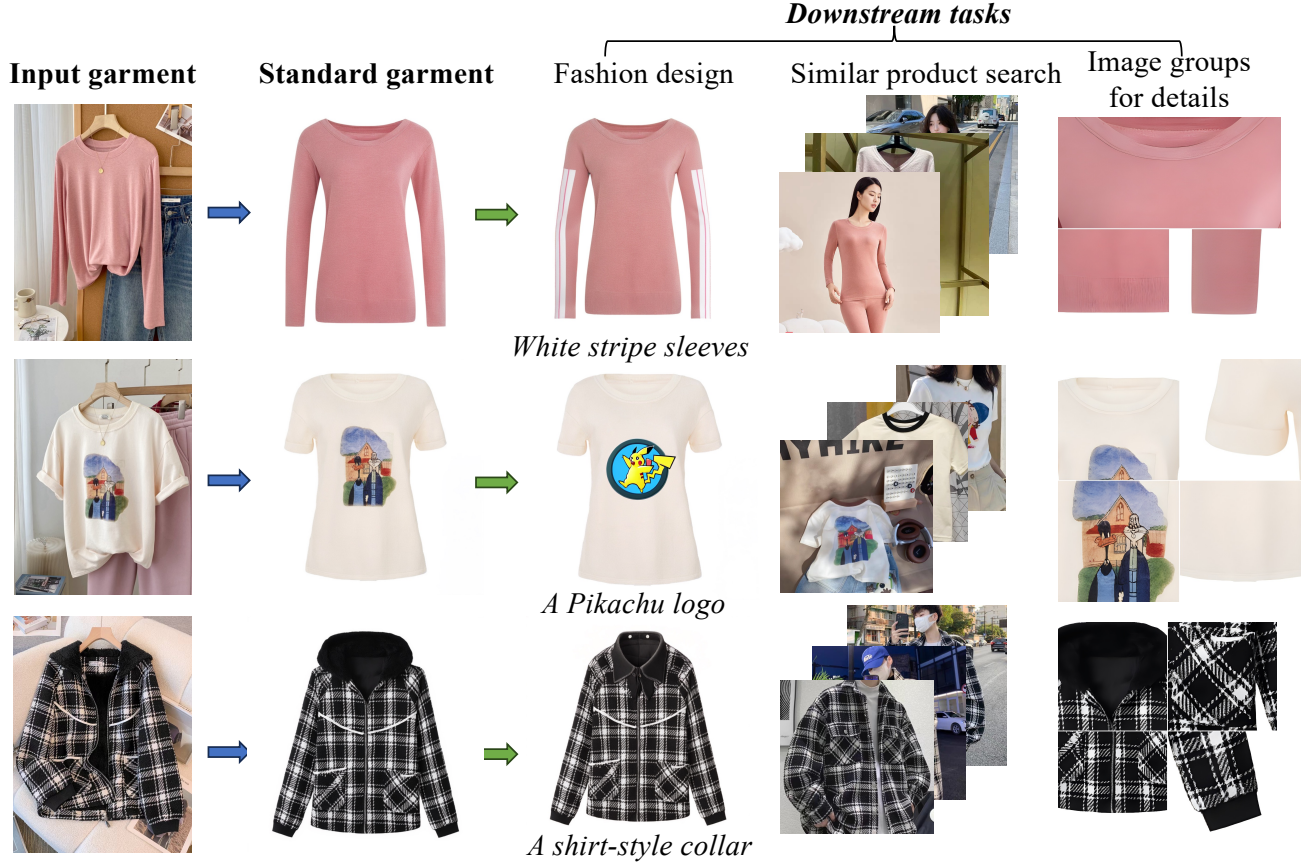 Downstream tasks
Input garment
Standard garment
Fashion design
Similar product search
Image groups
for details
White stripe sleeves
A Pikachu logo
A shirt-style collar